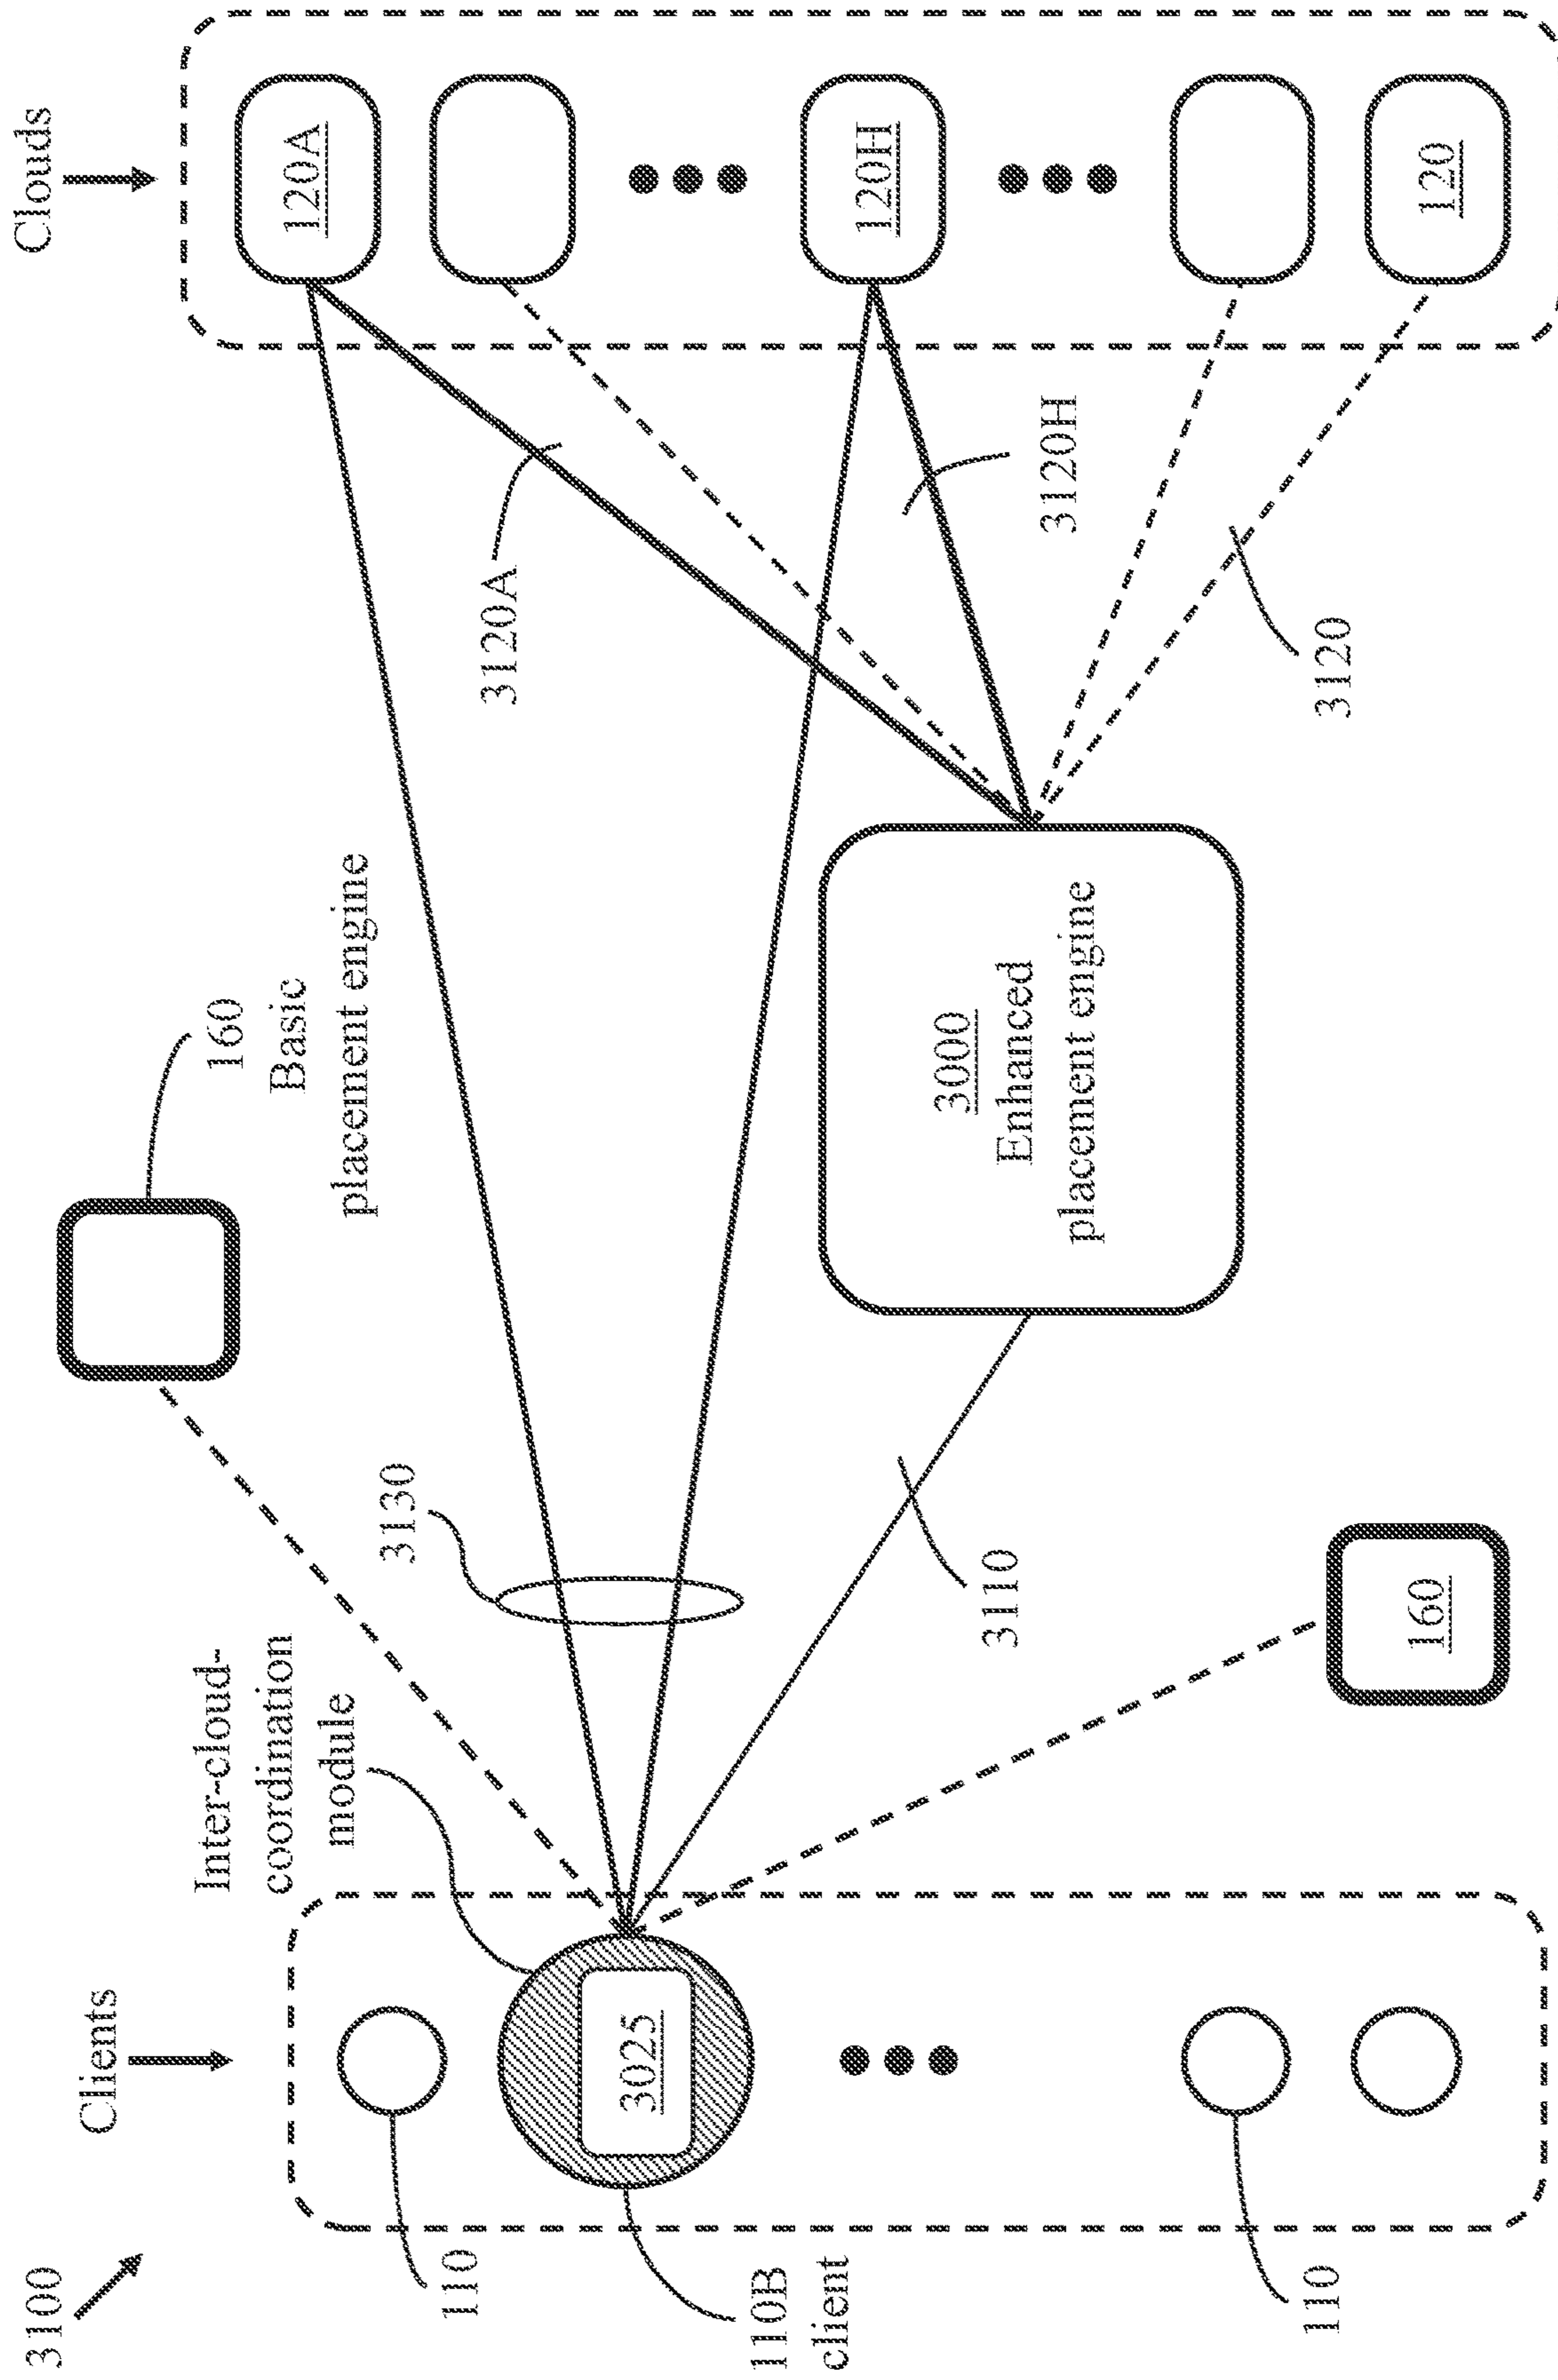 3100
Clients
Clouds
110
Inter-cloud-
coordination
module
160
Basic
placement engine
120A
3025
3130
3120A
110B
client
3110
3000
Enhanced
placement engine
120H
3120H
110
160
3120
120